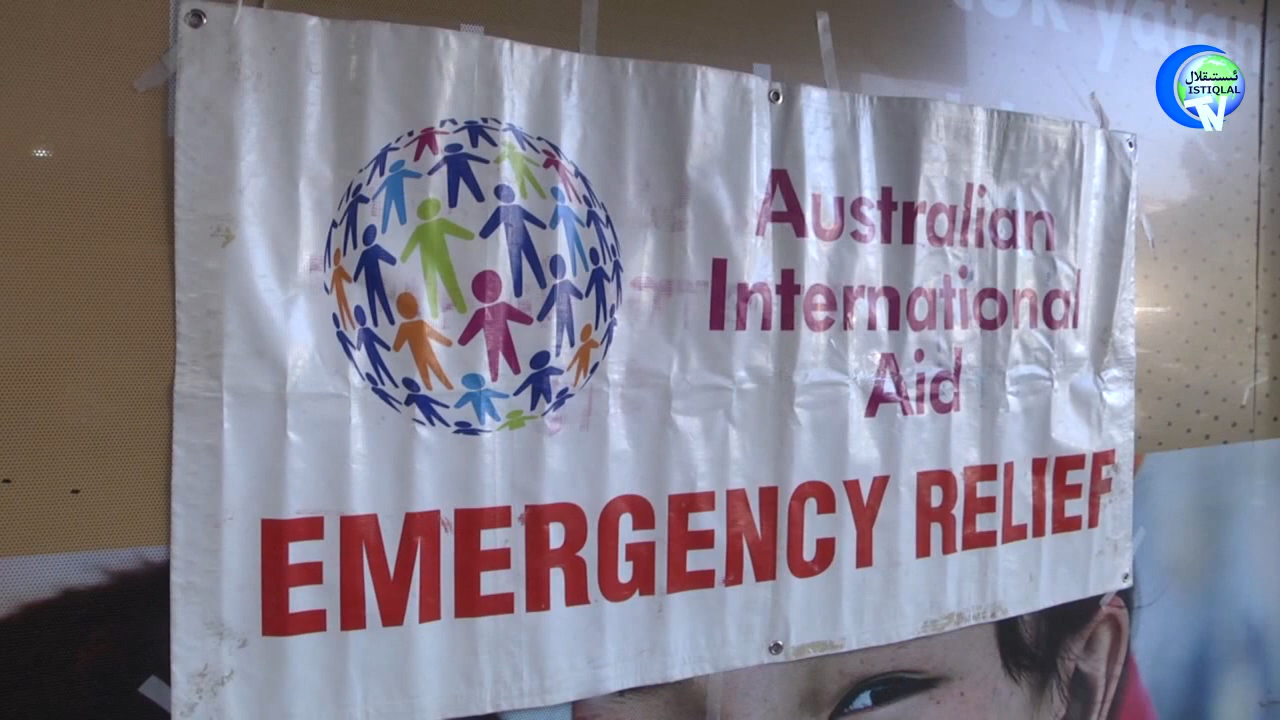 ئىستىقلال
ISTIQLAL
TV
Australian
International
Aid
EMERGENCY RELIEF